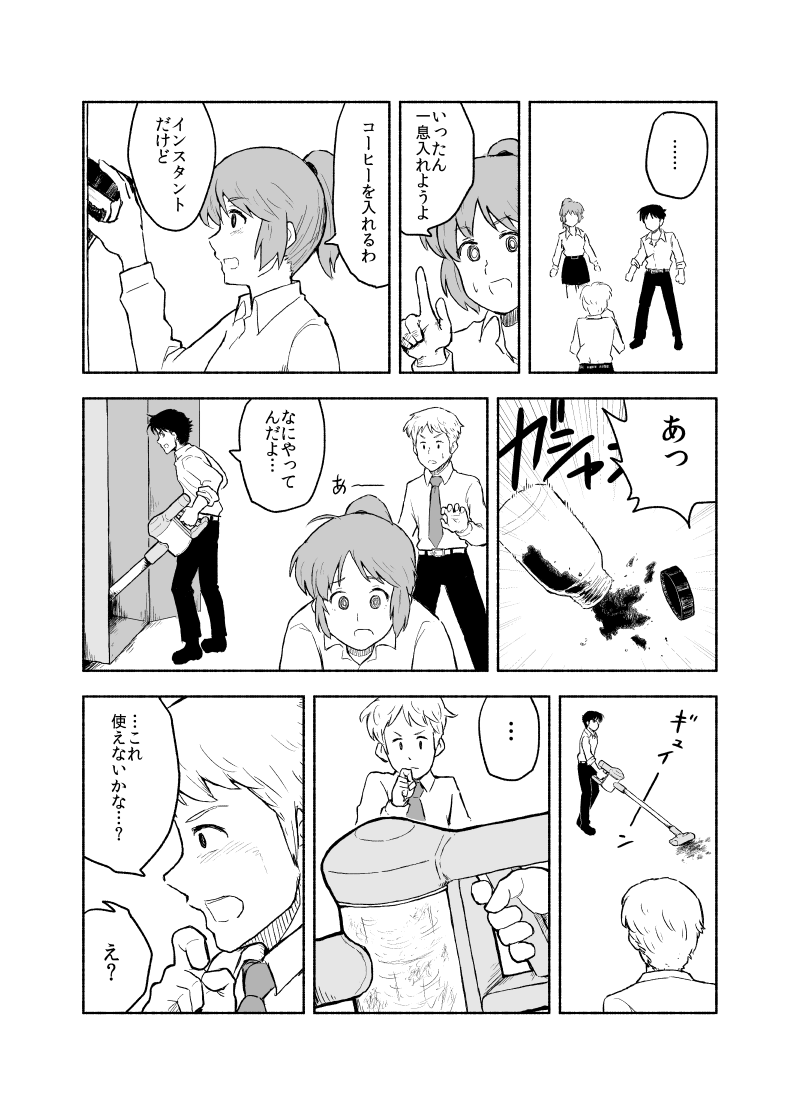 ……
いったん
一息入れようよ
コーヒーを入れるわ
インスタント
だけど
あっ
ガシャン
あ――
なにやって
んだよ…
ギュイーン
…
…これ
使えないかな…？
え？